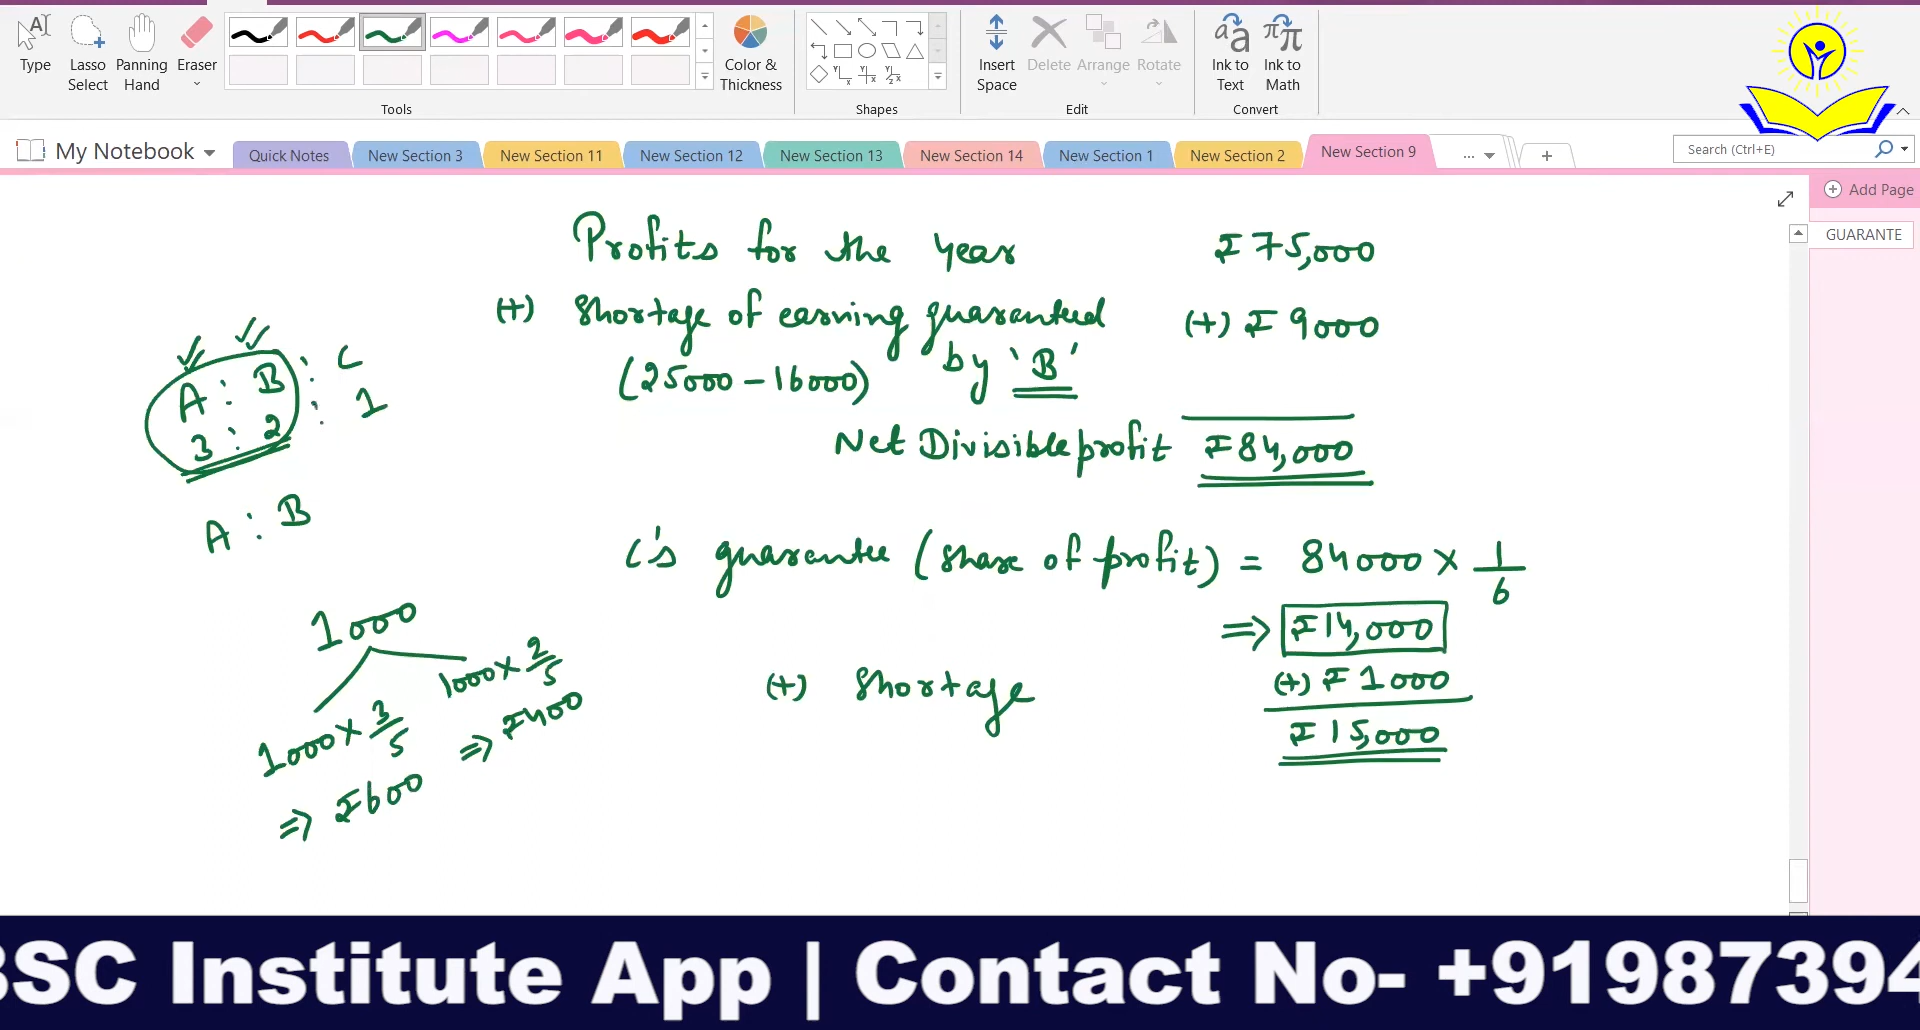 Type
Lasso Select
Panning Hand
Eraser
Color & Thickness
Insert Space
Delete
Arrange
Rotate
Ink to Text
Ink to Math
Tools
Shapes
Edit
Convert
My Notebook
Quick Notes
New Section 3
New Section 11
New Section 12
New Section 13
New Section 14
New Section 1
New Section 2
New Section 9
...
Search (Ctrl+E)
Add Page
GUARANTE
Profits for the year ₹75,000
(+) Shortage of earning guaranteed (+) ₹9000
(25000 - 16000) by 'B'
Net Divisible profit ₹84,000
A : B : C
3 : 2 : 1
A : B
C's guarantee (share of profit) = 84000 × 1/6
⇒ ₹14,000
(+) Shortage (+) ₹1000
₹15,000
1000
1000 × 3/5
⇒ ₹600
1000 × 2/5
⇒ ₹400
SC Institute App | Contact No- +9198739